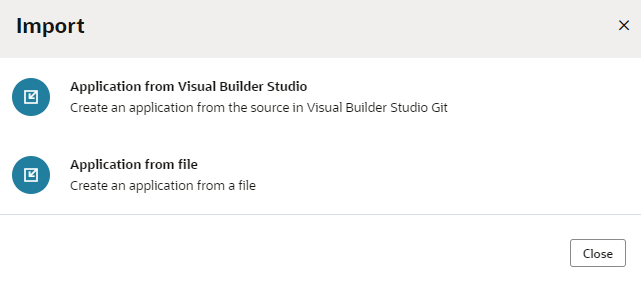 Import
Application from Visual Builder Studio
Create an application from the source in Visual Builder Studio Git
Application from file
Create an application from a file
Close